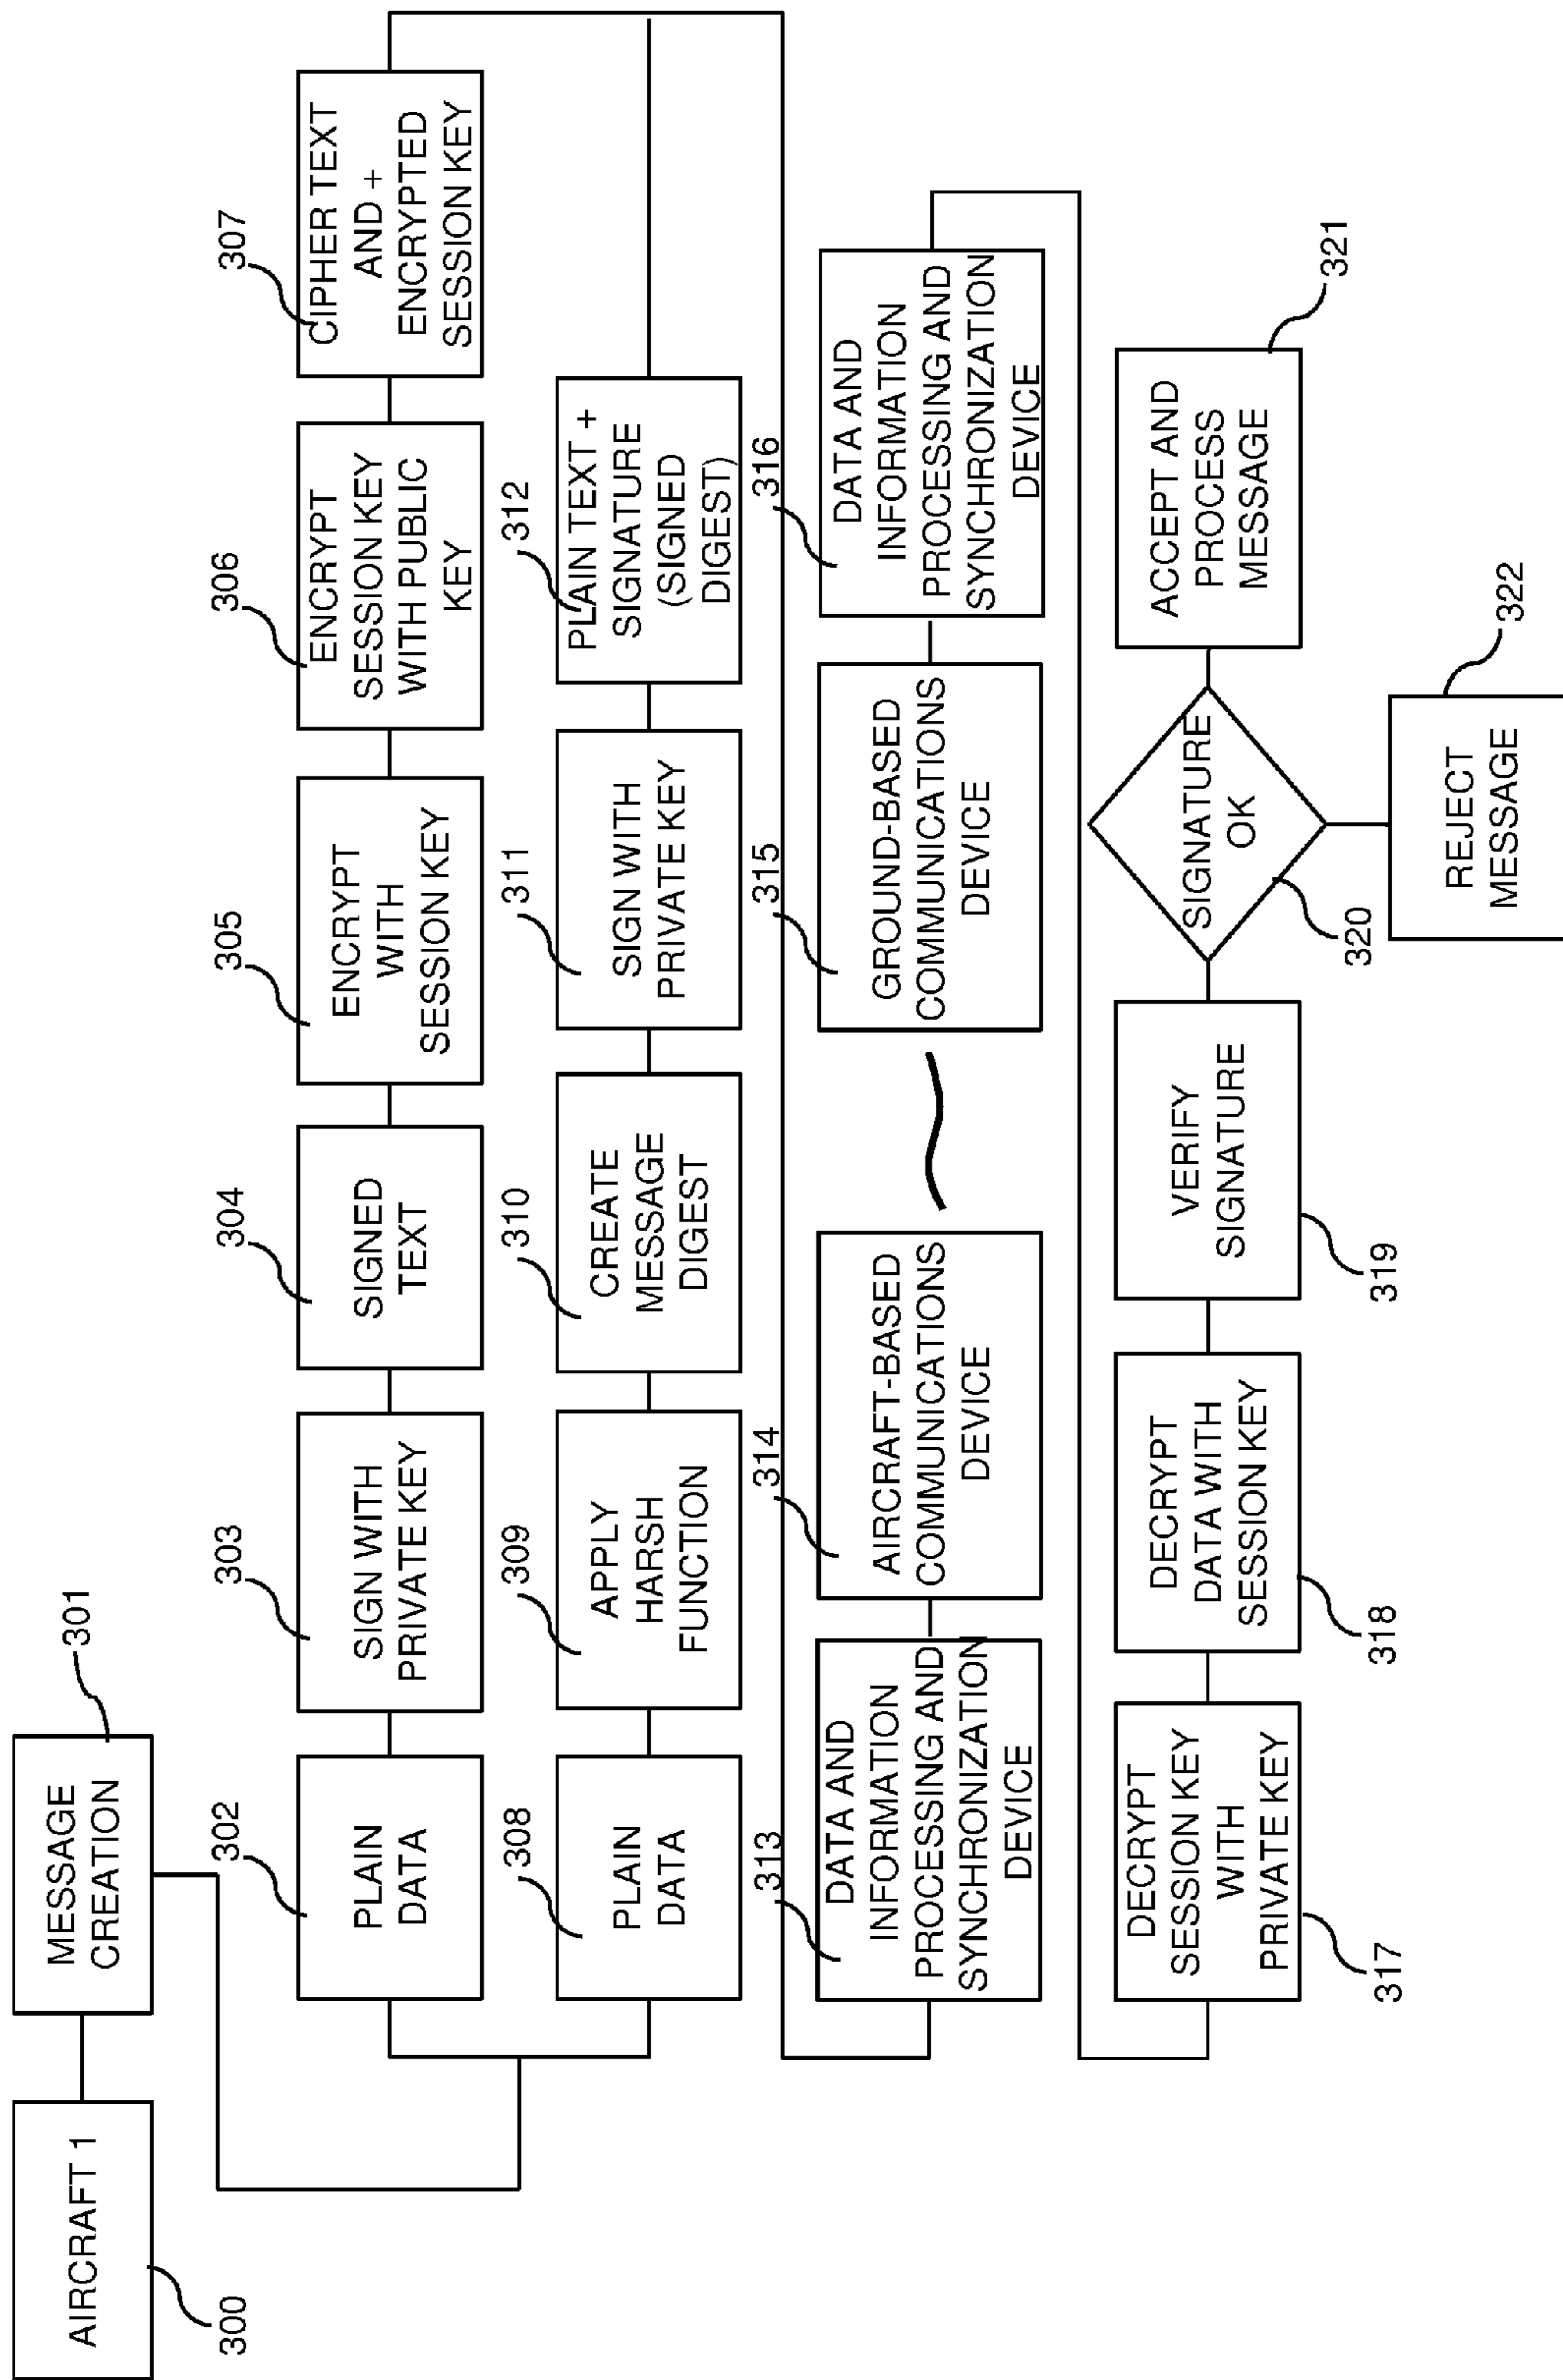 AIRCRAFT 1
300
MESSAGE
CREATION
301
PLAIN
DATA
302
SIGN WITH
PRIVATE KEY
303
SIGNED
TEXT
304
ENCRYPT
WITH
SESSION KEY
305
ENCRYPT
SESSION KEY
WITH PUBLIC
KEY
306
CIPHER TEXT
AND +
ENCRYPTED
SESSION KEY
307
PLAIN
DATA
308
APPLY
HARSH
FUNCTION
309
CREATE
MESSAGE
DIGEST
310
SIGN WITH
PRIVATE KEY
311
PLAIN TEXT +
SIGNATURE
(SIGNED
DIGEST)
312
DATA AND
INFORMATION
PROCESSING AND
SYNCHRONIZATION
DEVICE
313
AIRCRAFT-BASED
COMMUNICATIONS
DEVICE
314
GROUND-BASED
COMMUNICATIONS
DEVICE
315
DATA AND
INFORMATION
PROCESSING AND
SYNCHRONIZATION
DEVICE
316
DECRYPT
SESSION KEY
WITH
PRIVATE KEY
317
DECRYPT
DATA WITH
SESSION KEY
318
VERIFY
SIGNATURE
319
SIGNATURE
OK
320
ACCEPT AND
PROCESS
MESSAGE
321
REJECT
MESSAGE
322